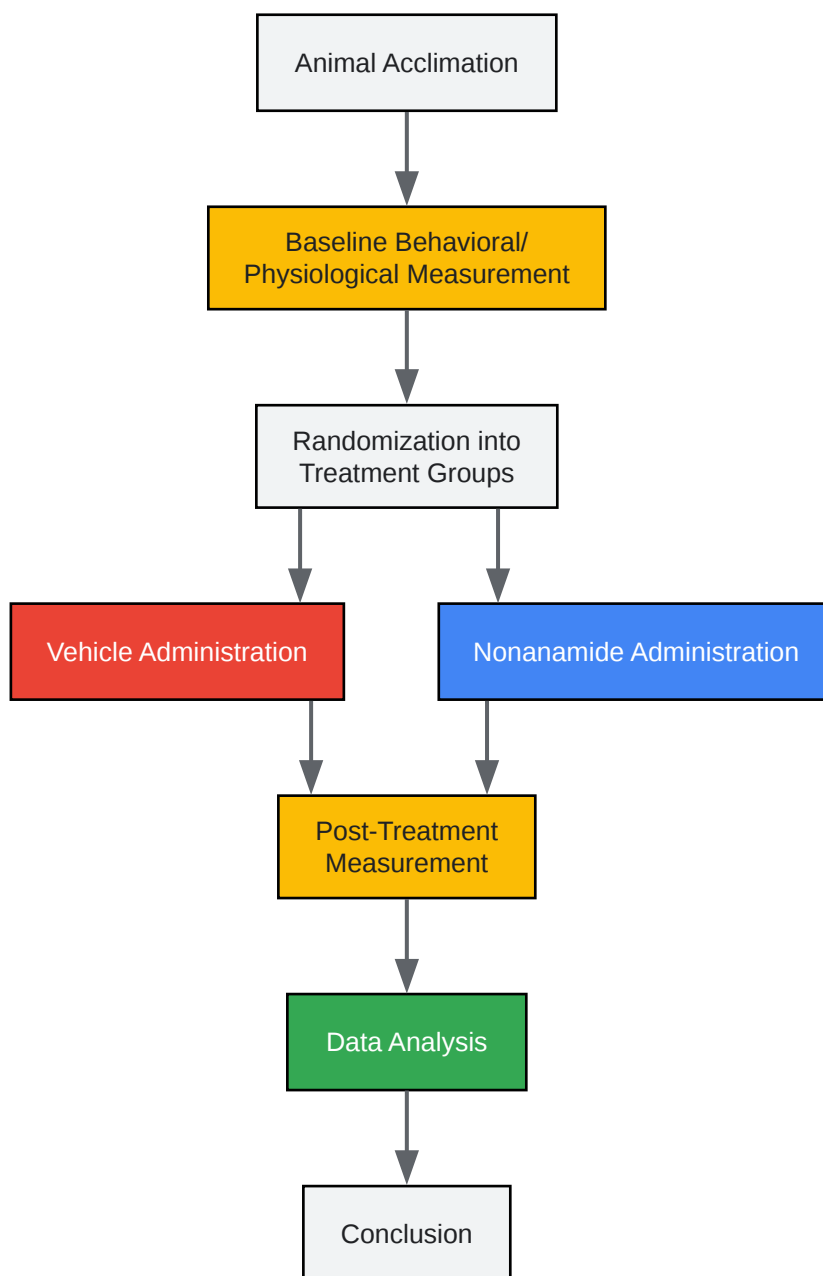 Animal Acclimation
Baseline Behavioral/
Physiological Measurement
Randomization into
Treatment Groups
Vehicle Administration
Nonanamide Administration
Post-Treatment
Measurement
Data Analysis
Conclusion